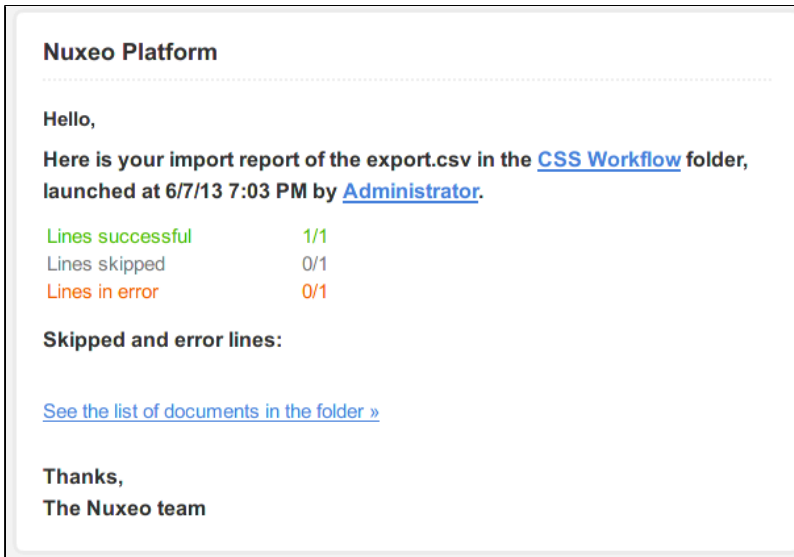 Nuxeo Platform
Hello,
Here is your import report of the export.csv in the CSS Workflow folder,
launched at 6/7/13 7:03 PM by Administrator.
Lines successful 1/1
Lines skipped 0/1
Lines in error 0/1
Skipped and error lines:
See the list of documents in the folder »
Thanks,
The Nuxeo team